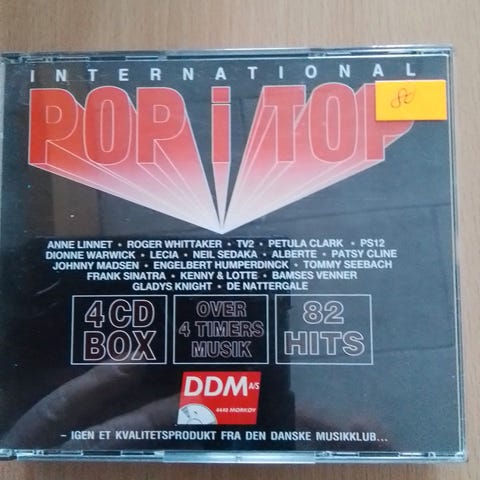 INTERNATIONAL
POP i TOP
80
ANNE LINNET • ROGER WHITTAKER • TV2 • PETULA CLARK • PS12
DIONNE WARWICK • LECIA • NEIL SEDAKA • ALBERTE • PATSY CLINE
JOHNNY MADSEN • ENGELBERT HUMPERDINCK • TOMMY SEEBACH
FRANK SINATRA • KENNY & LOTTE • BAMSES VENNER
GLADYS KNIGHT • DE NATTERGALE
4 CD
BOX
OVER
4 TIMERS
MUSIK
82
HITS
DDM A/S
4440 MØRKØV
– IGEN ET KVALITETSPRODUKT FRA DEN DANSKE MUSIKKLUB...